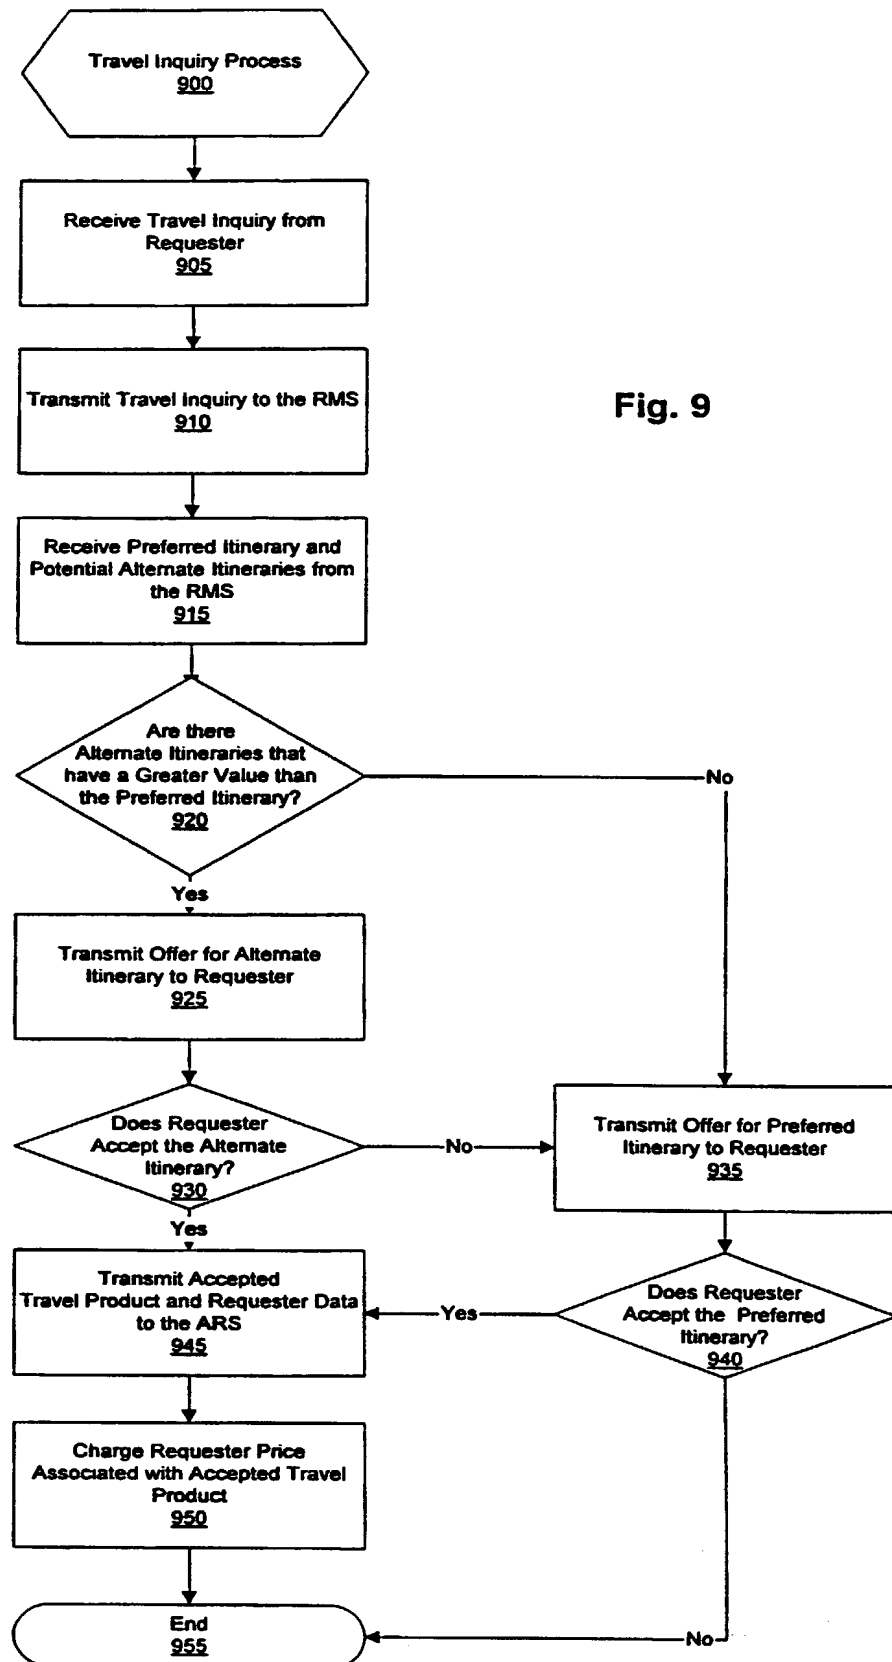 Travel Inquiry Process
900
Receive Travel Inquiry from
Requester
905
Transmit Travel Inquiry to the RMS
910
Fig. 9
Receive Preferred Itinerary and
Potential Alternate Itineraries from
the RMS
915
Are there
Alternate Itineraries that
have a Greater Value than
the Preferred Itinerary?
920
No
Yes
Transmit Offer for Alternate
Itinerary to Requester
925
Does Requester
Accept the Alternate
Itinerary?
930
No
Transmit Offer for Preferred
Itinerary to Requester
935
Yes
Transmit Accepted
Travel Product and Requester Data
to the ARS
945
Yes
Does Requester
Accept the Preferred
Itinerary?
940
Charge Requester Price
Associated with Accepted Travel
Product
950
End
955
No